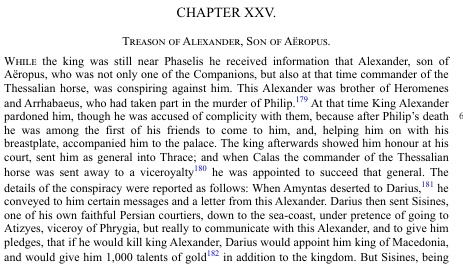 CHAPTER XXV.
TREASON OF ALEXANDER, SON OF AËROPUS.
WHILE the king was still near Phaselis he received information that Alexander, son of
Aëropus, who was not only one of the Companions, but also at that time commander of the
Thessalian horse, was conspiring against him. This Alexander was brother of Heromenes
and Arrhabaeus, who had taken part in the murder of Philip.179 At that time King Alexander
pardoned him, though he was accused of complicity with them, because after Philip's death 6
he was among the first of his friends to come to him, and, helping him on with his
breastplate, accompanied him to the palace. The king afterwards showed him honour at his
court, sent him as general into Thrace; and when Calas the commander of the Thessalian
horse was sent away to a viceroyalty180 he was appointed to succeed that general. The
details of the conspiracy were reported as follows: When Amyntas deserted to Darius,181 he
conveyed to him certain messages and a letter from this Alexander. Darius then sent Sisines,
one of his own faithful Persian courtiers, down to the sea-coast, under pretence of going to
Atizyes, viceroy of Phrygia, but really to communicate with this Alexander, and to give him
pledges, that if he would kill king Alexander, Darius would appoint him king of Macedonia,
and would give him 1,000 talents of gold182 in addition to the kingdom. But Sisines, being